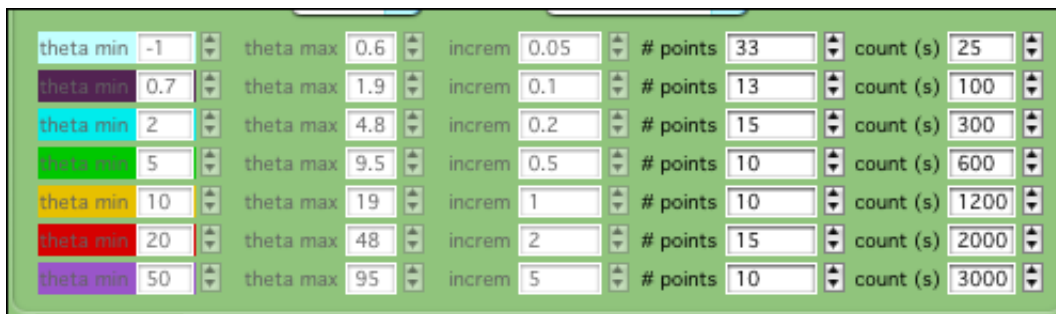 theta min -1 theta max 0.6 increm 0.05 # points 33 count (s) 25
theta min 0.7 theta max 1.9 increm 0.1 # points 13 count (s) 100
theta min 2 theta max 4.8 increm 0.2 # points 15 count (s) 300
theta min 5 theta max 9.5 increm 0.5 # points 10 count (s) 600
theta min 10 theta max 19 increm 1 # points 10 count (s) 1200
theta min 20 theta max 48 increm 2 # points 15 count (s) 2000
theta min 50 theta max 95 increm 5 # points 10 count (s) 3000